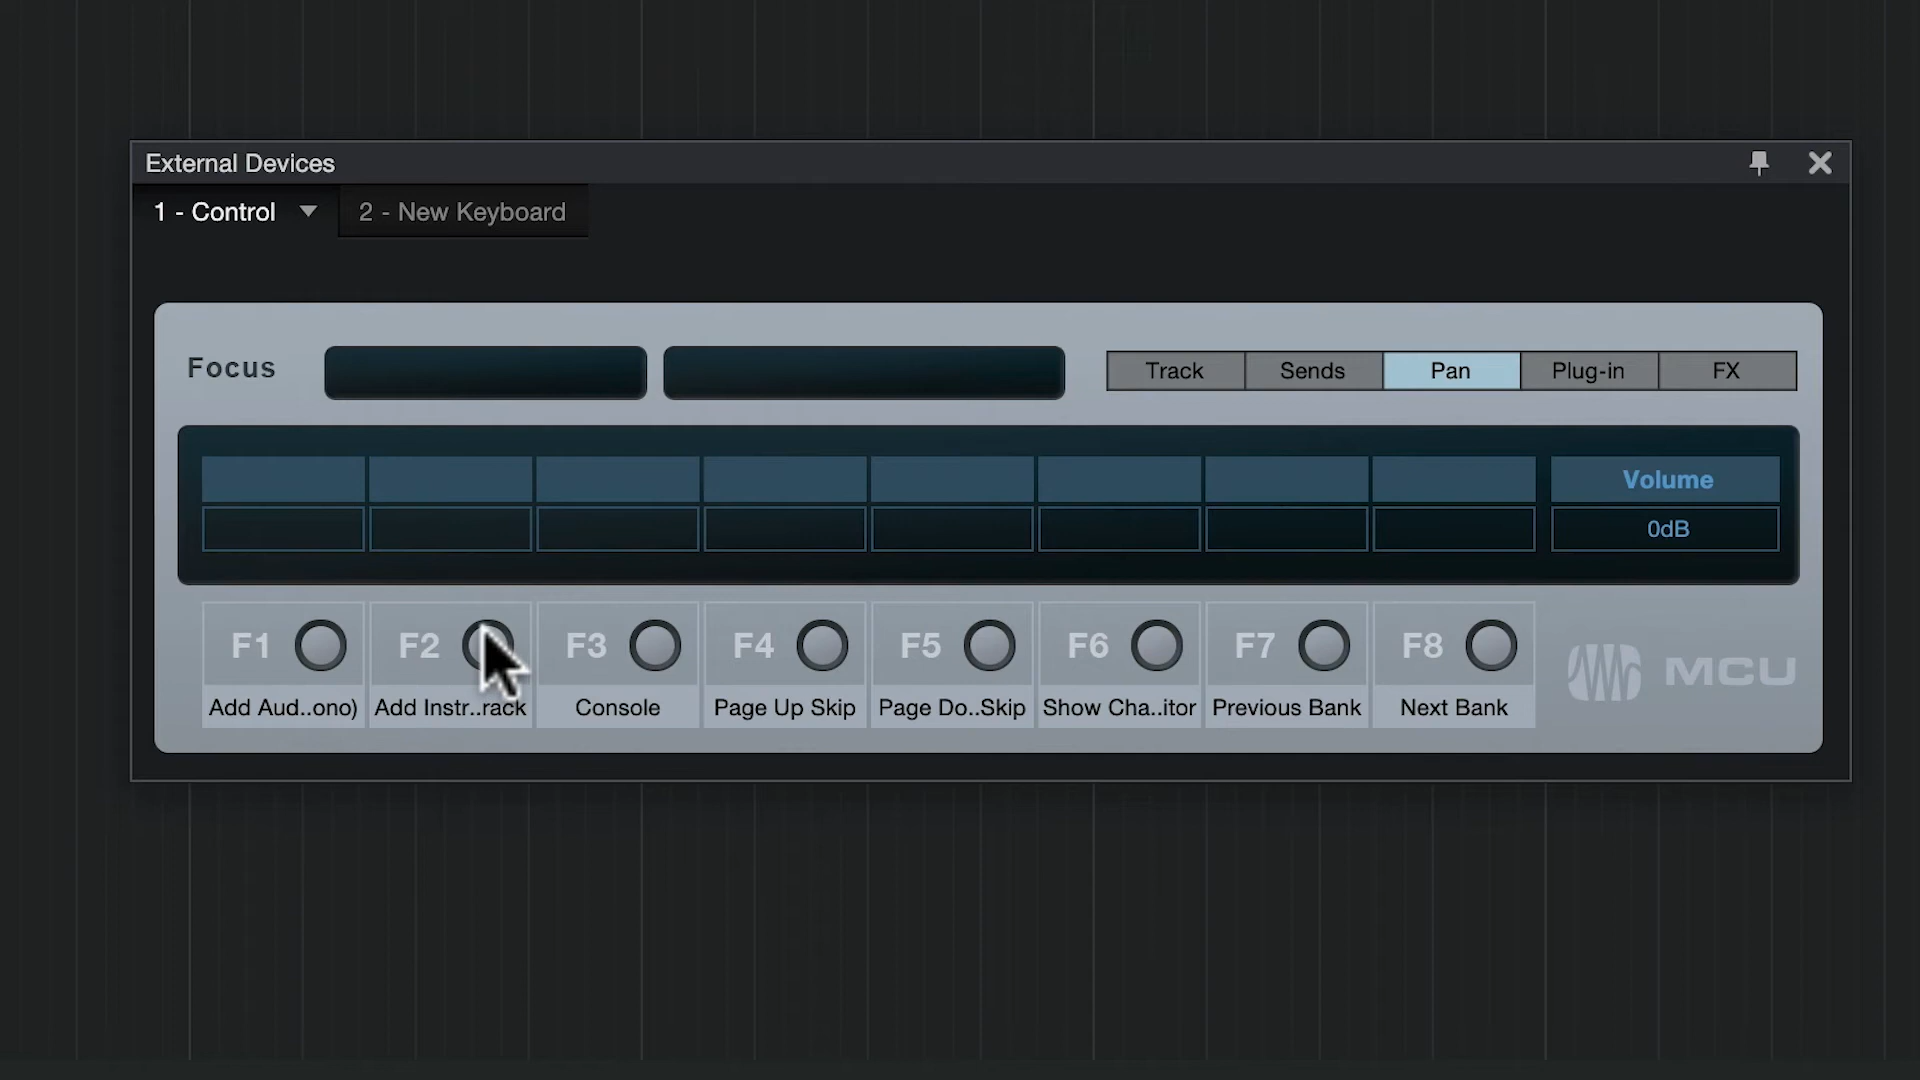 External Devices
1 - Control
2 - New Keyboard
Focus
Track Sends Pan Plug-in FX
Volume
0dB
F1 F2 F3 F4 F5 F6 F7 F8
Add Aud..ono) Add Instr..rack Console Page Up Skip Page Do..Skip Show Cha..itor Previous Bank Next Bank
MCU